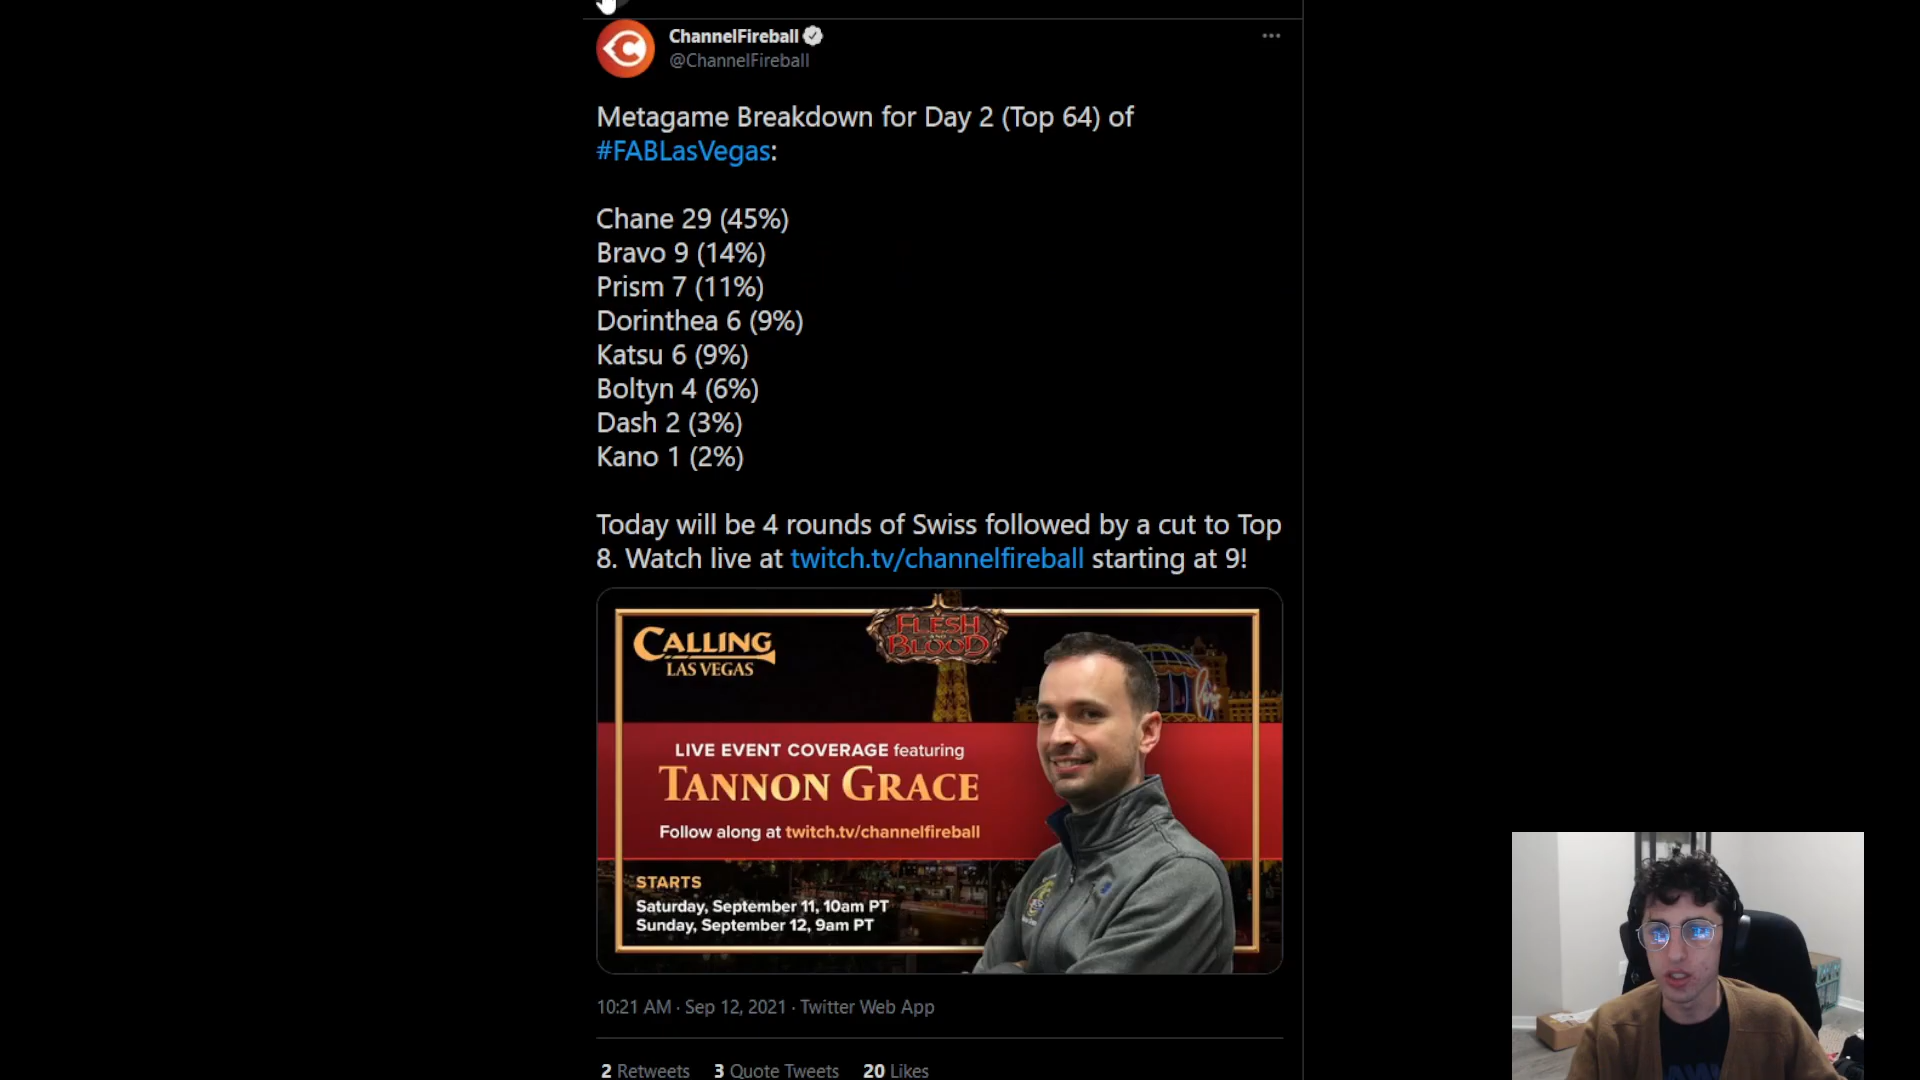 ChannelFireball
@ChannelFireball
Metagame Breakdown for Day 2 (Top 64) of
#FABLasVegas:
Chane 29 (45%)
Bravo 9 (14%)
Prism 7 (11%)
Dorinthea 6 (9%)
Katsu 6 (9%)
Boltyn 4 (6%)
Dash 2 (3%)
Kano 1 (2%)
Today will be 4 rounds of Swiss followed by a cut to Top
8. Watch live at twitch.tv/channelfireball starting at 9!
CALLING
LAS VEGAS
FLESH
AND
BLOOD
LIVE EVENT COVERAGE featuring
TANNON GRACE
Follow along at twitch.tv/channelfireball
STARTS
Saturday, September 11, 10am PT
Sunday, September 12, 9am PT
10:21 AM · Sep 12, 2021 · Twitter Web App
2 Retweets 3 Quote Tweets 20 Likes